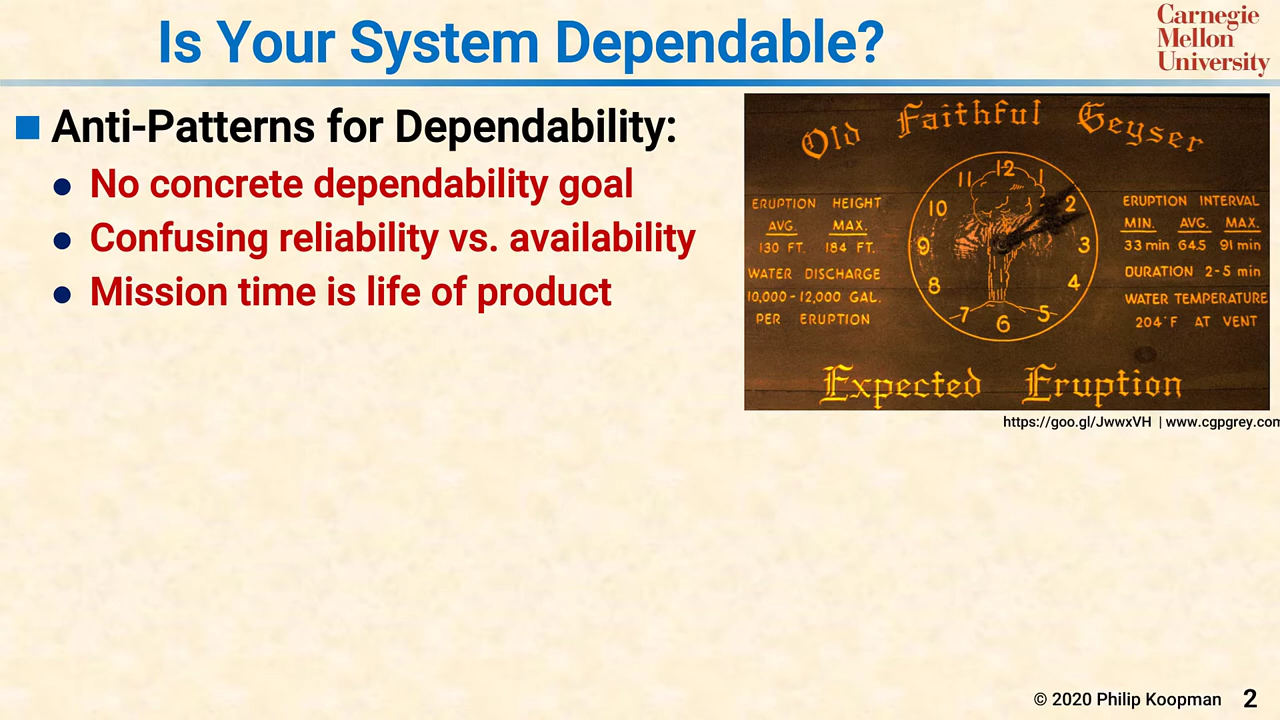 Is Your System Dependable?
Carnegie
Mellon
University
Anti-Patterns for Dependability:
No concrete dependability goal
Confusing reliability vs. availability
Mission time is life of product
Old Faithful Geyser
ERUPTION HEIGHT
AVG. MAX.
130 FT. 184 FT.
WATER DISCHARGE
10,000-12,000 GAL.
PER ERUPTION
12
1
2
3
4
5
6
7
8
9
10
11
ERUPTION INTERVAL
MIN. AVG. MAX.
33 min 64.5 91 min
DURATION 2-5 min
WATER TEMPERATURE
204°F AT VENT
Expected Eruption
https://goo.gl/JwwxVH | www.cgpgrey.com
© 2020 Philip Koopman 2